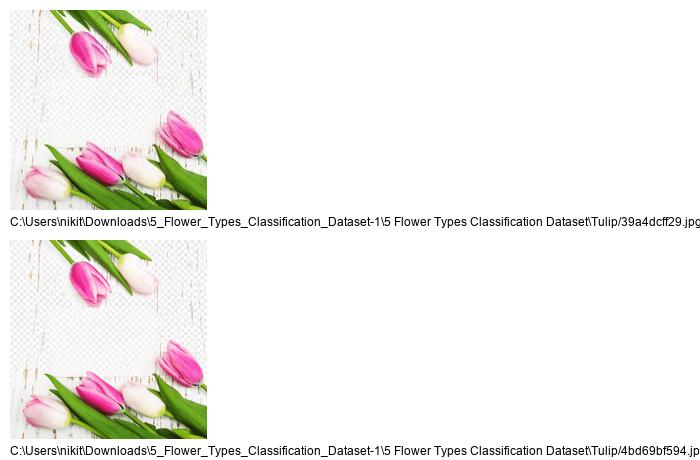 C:\Users\nikit\Downloads\5_Flower_Types_Classification_Dataset-1\5 Flower Types Classification Dataset\Tulip/39a4dcff29.jpg
C:\Users\nikit\Downloads\5_Flower_Types_Classification_Dataset-1\5 Flower Types Classification Dataset\Tulip/4bd69bf594.jp